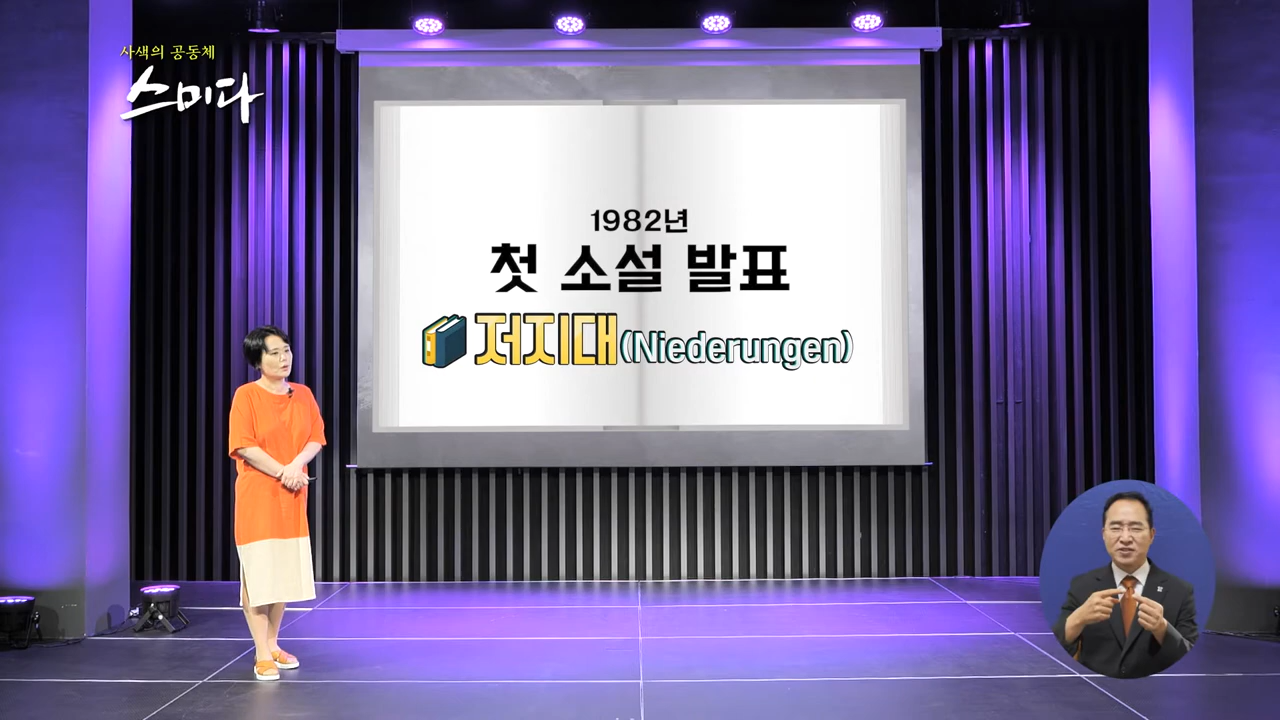 사색의 공동체
스미다
1982년
첫 소설 발표
저지대(Niederungen)